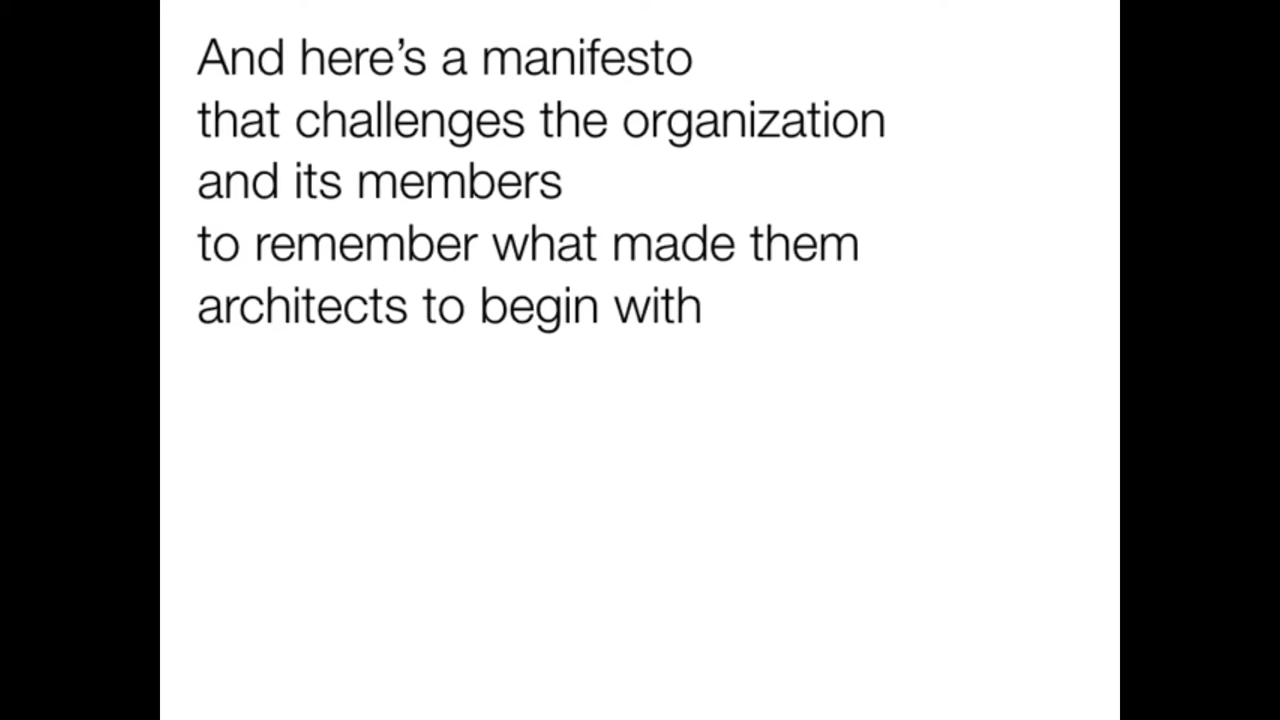 And here’s a manifesto
that challenges the organization
and its members
to remember what made them
architects to begin with